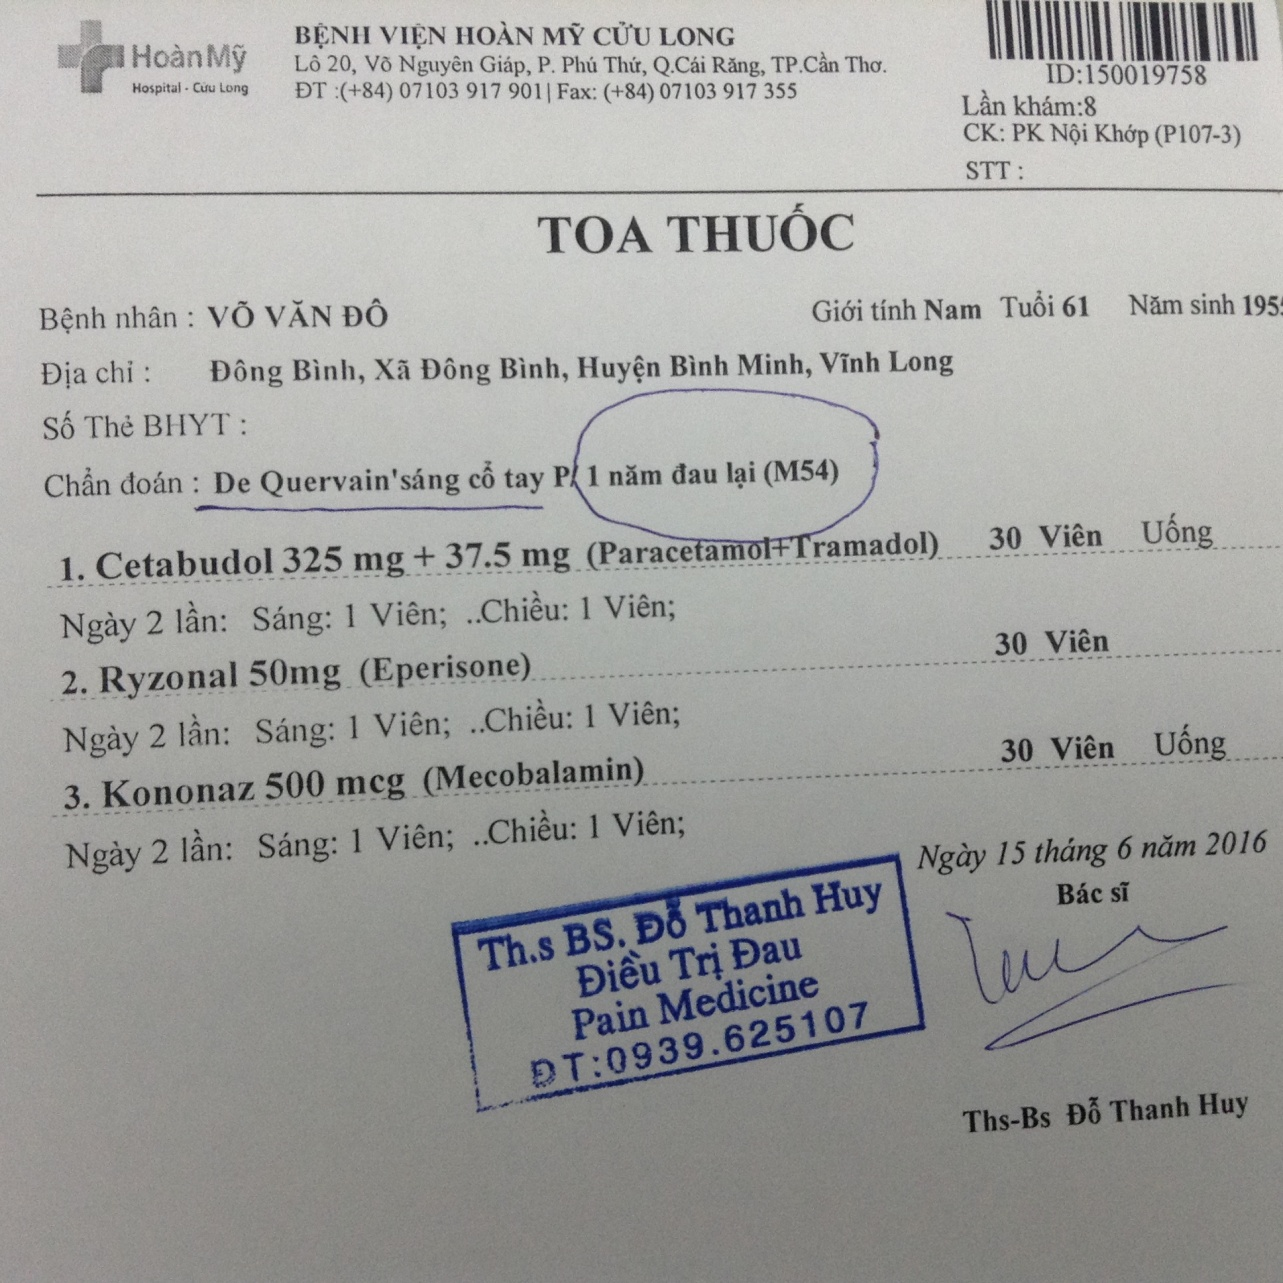 HoànMỹ
Hospital - Cửu Long
BỆNH VIỆN HOÀN MỸ CỬU LONG
Lô 20, Võ Nguyên Giáp, P. Phú Thứ, Q.Cái Răng, TP.Cần Thơ.
ĐT :(+84) 07103 917 901| Fax: (+84) 07103 917 355
ID:150019758
Lần khám:8
CK: PK Nội Khớp (P107-3)
STT :
TOA THUỐC
Bệnh nhân : VÕ VĂN ĐÔ Giới tính Nam Tuổi 61 Năm sinh 1955
Địa chỉ : Đông Bình, Xã Đông Bình, Huyện Bình Minh, Vĩnh Long
Số Thẻ BHYT :
Chẩn đoán : De Quervain'sáng cổ tay P/ 1 năm đau lại (M54)
1. Cetabudol 325 mg + 37.5 mg (Paracetamol+Tramadol) 30 Viên Uống
Ngày 2 lần: Sáng: 1 Viên; ..Chiều: 1 Viên;
2. Ryzonal 50mg (Eperisone) 30 Viên
Ngày 2 lần: Sáng: 1 Viên; ..Chiều: 1 Viên;
3. Kononaz 500 mcg (Mecobalamin) 30 Viên Uống
Ngày 2 lần: Sáng: 1 Viên; ..Chiều: 1 Viên;
Ngày 15 tháng 6 năm 2016
Bác sĩ
Th.s BS. Đỗ Thanh Huy
Điều Trị Đau
Pain Medicine
ĐT:0939.625107
Ths-Bs Đỗ Thanh Huy